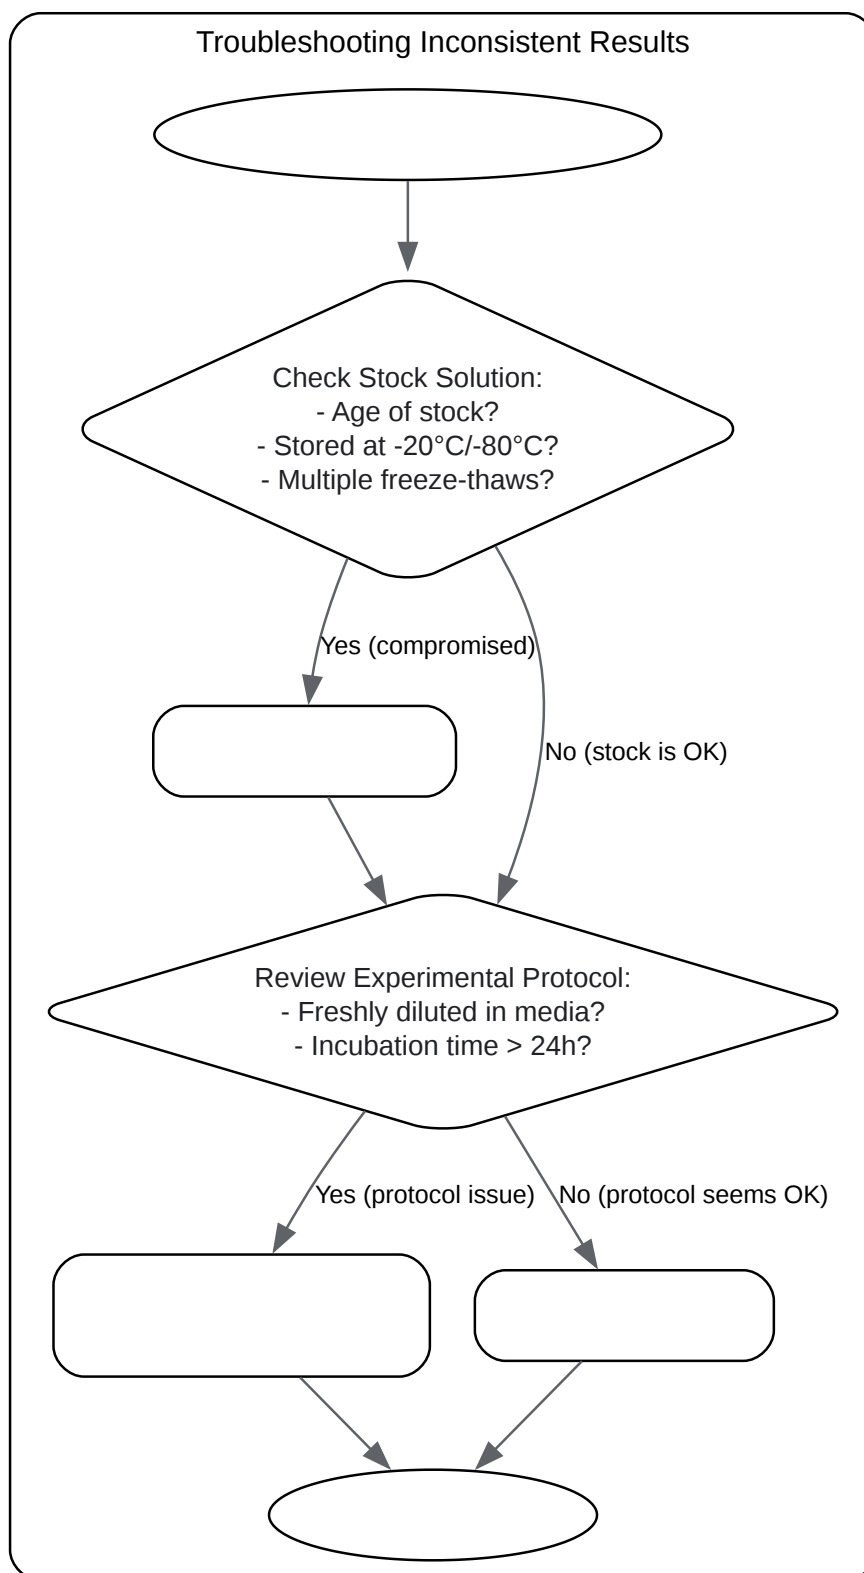 Troubleshooting Inconsistent Results
Check Stock Solution:
- Age of stock?
- Stored at -20°C/-80°C?
- Multiple freeze-thaws?
Yes (compromised)
No (stock is OK)
Review Experimental Protocol:
- Freshly diluted in media?
- Incubation time > 24h?
Yes (protocol issue)
No (protocol seems OK)